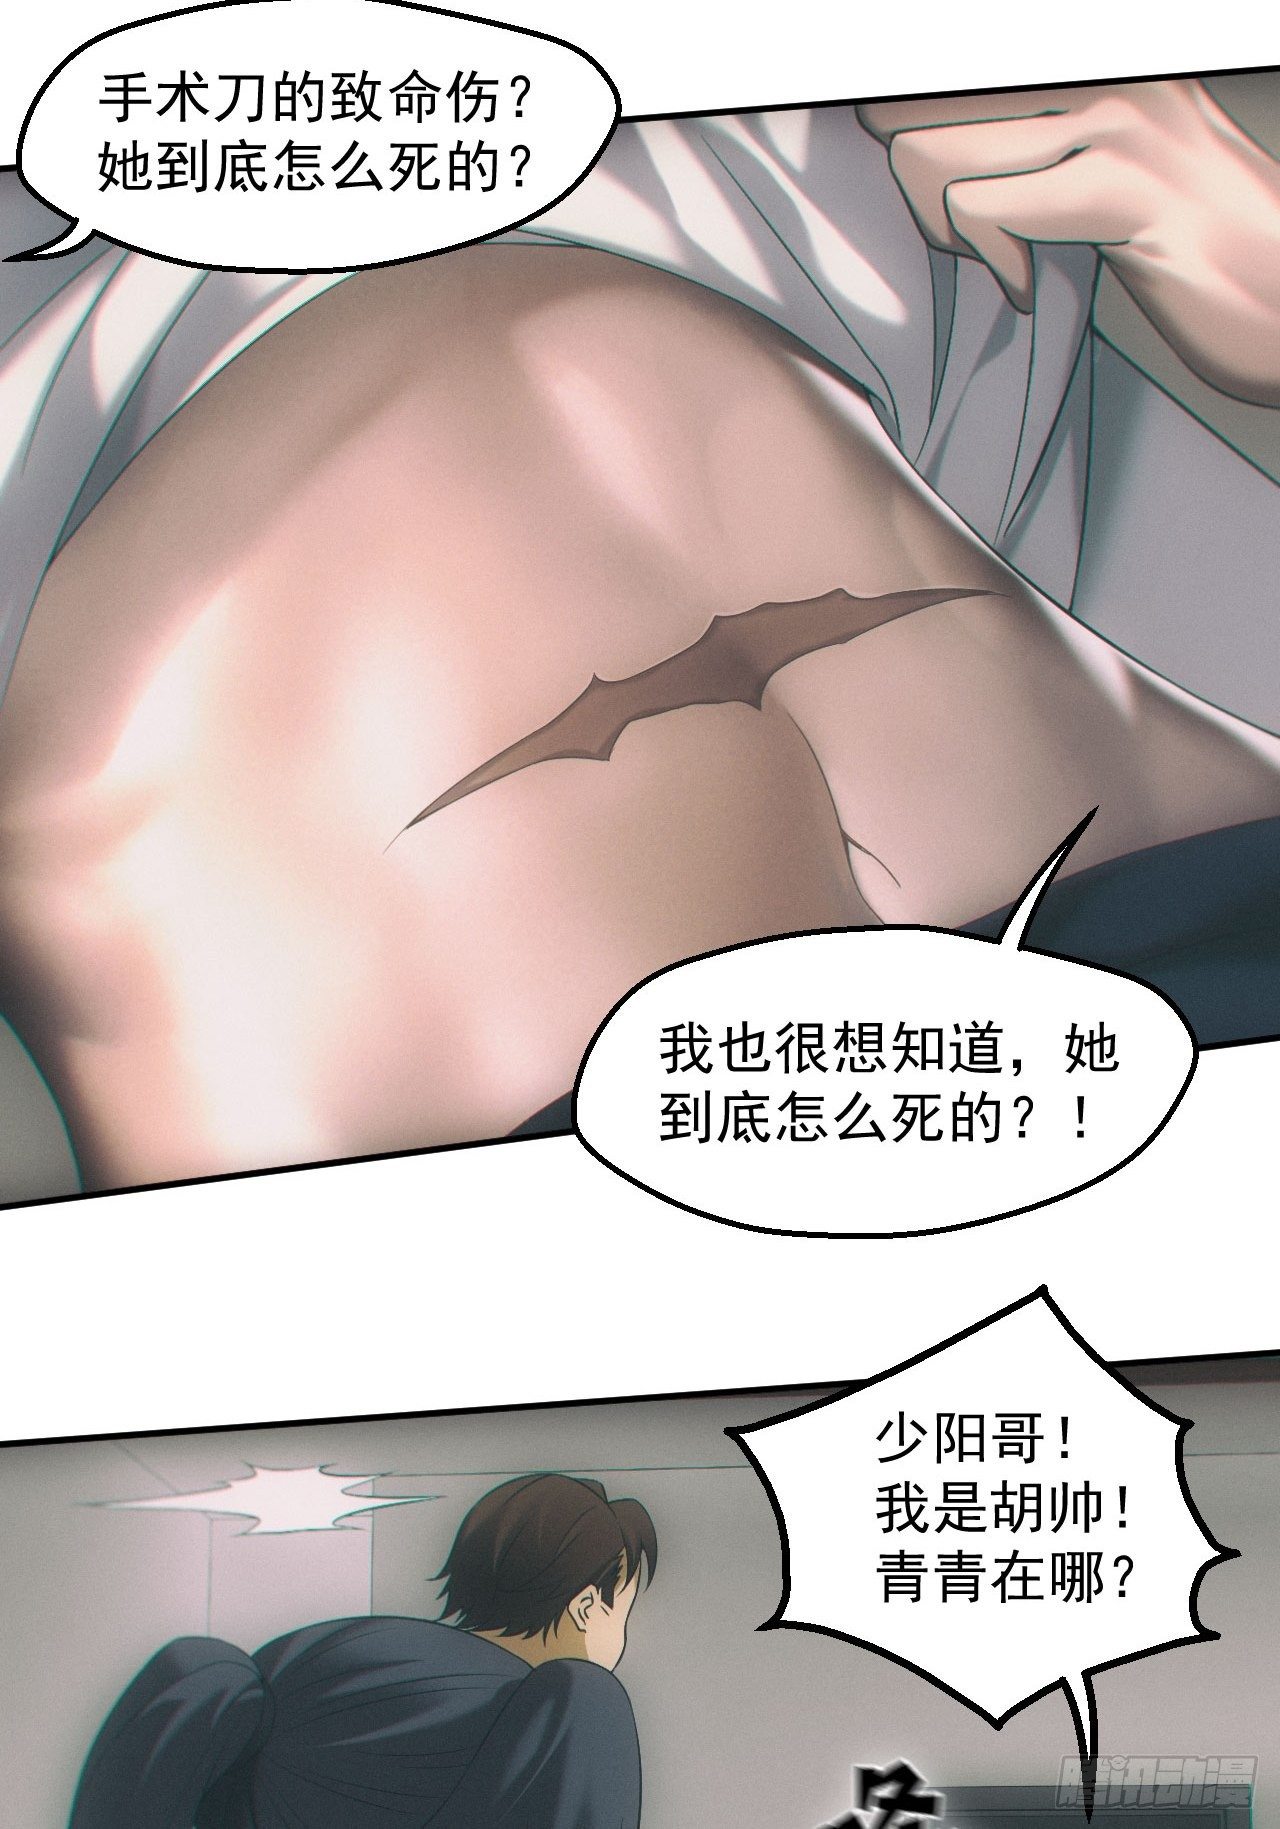 手术刀的致命伤？
她到底怎么死的？
我也很想知道，她
到底怎么死的？！
少阳哥！
我是胡帅！
青青在哪？
腾讯动漫